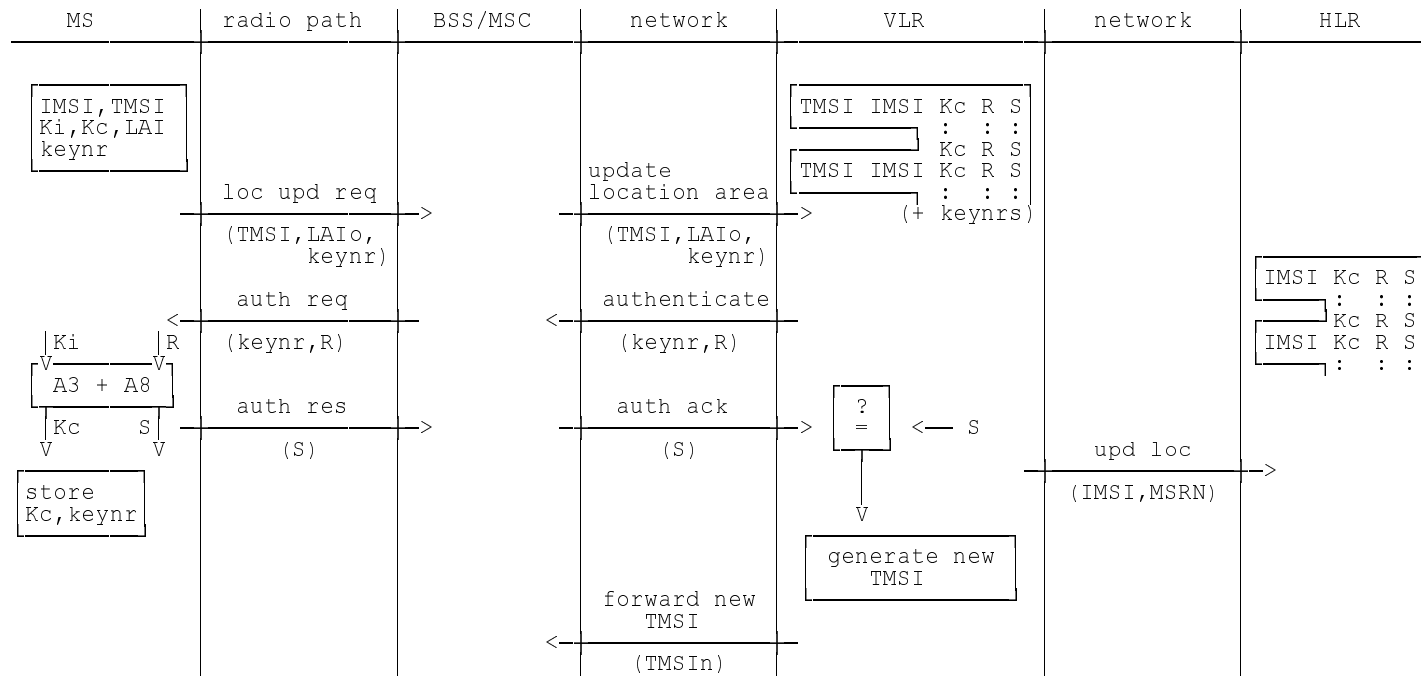 MS radio path BSS/MSC network VLR network HLR
IMSI,TMSI
Ki,Kc,LAI
keynr
TMSI IMSI Kc R S
: : :
Kc R S
TMSI IMSI Kc R S
: : :
(+ keynrs)
loc upd req
(TMSI,LAIo,
keynr)
update
location area
(TMSI,LAIo,
keynr)
IMSI Kc R S
: : :
Kc R S
IMSI Kc R S
: : :
auth req
(keynr,R)
authenticate
(keynr,R)
Ki R
A3 + A8
Kc S
auth res
(S)
auth ack
(S)
?
=
S
upd loc
(IMSI,MSRN)
store
Kc,keynr
generate new
TMSI
forward new
TMSI
(TMSIn)